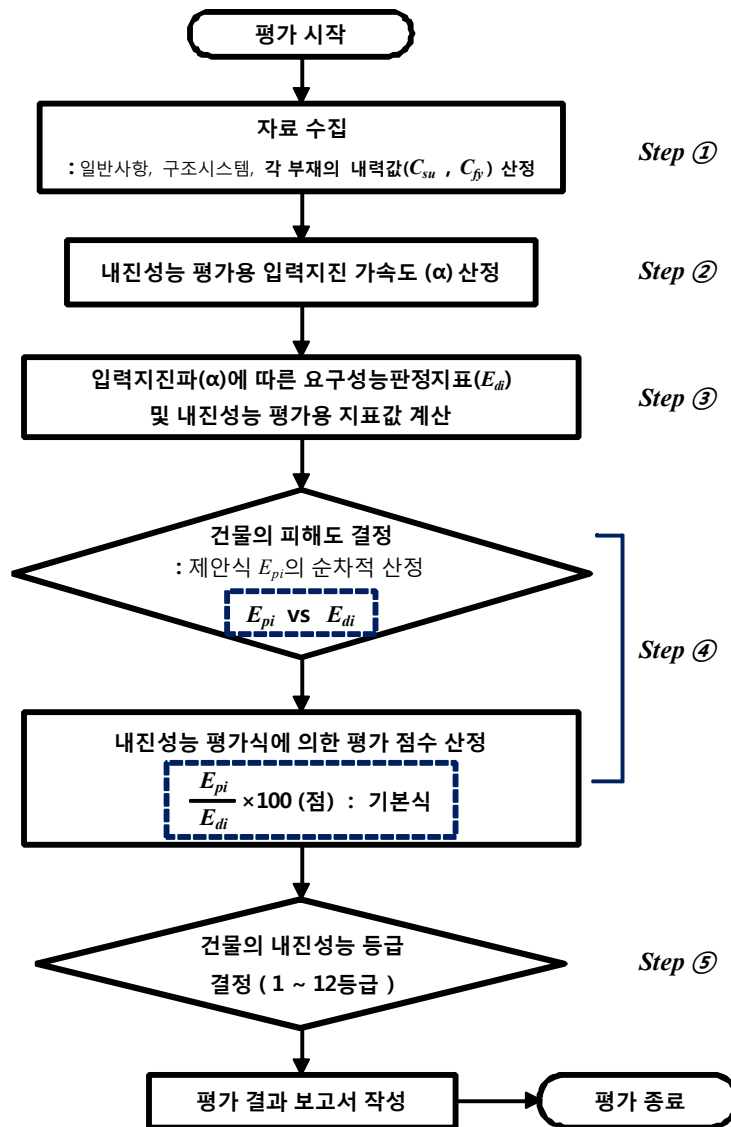 평가 시작
자료 수집
: 일반사항, 구조시스템, 각 부재의 내력값(C_su , C_fy) 산정
Step ①
내진성능 평가용 입력지진 가속도 (α) 산정
Step ②
입력지진파(α)에 따른 요구성능판정지표(E_di)
및 내진성능 평가용 지표값 계산
Step ③
건물의 피해도 결정
: 제안식 E_pi의 순차적 산정
E_pi vs E_di
Step ④
내진성능 평가식에 의한 평가 점수 산정
E_pi
E_di
×100 (점) : 기본식
건물의 내진성능 등급
결정 ( 1 ~ 12등급 )
Step ⑤
평가 결과 보고서 작성
평가 종료